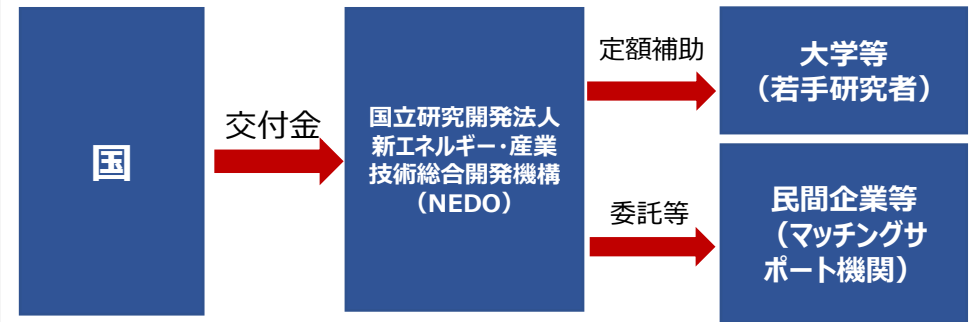 国
交付金
国立研究開発法人
新エネルギー・産業
技術総合開発機構
（NEDO）
定額補助
大学等
（若手研究者）
委託等
民間企業等
（マッチングサ
ポート機関）